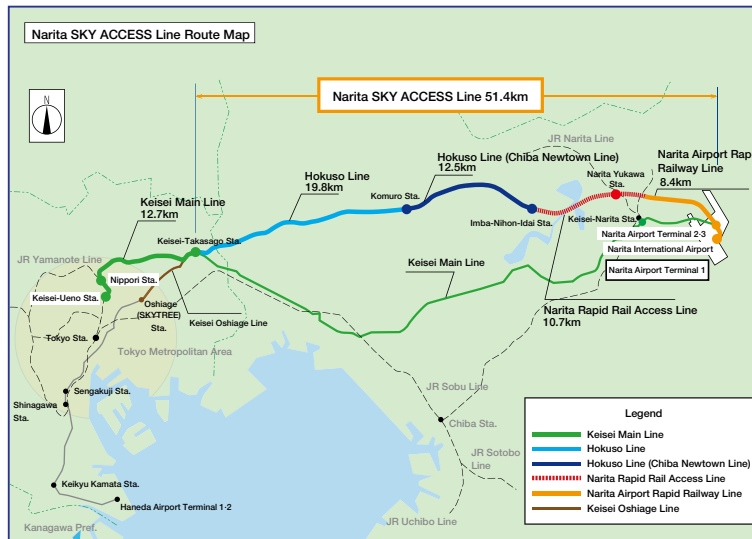 Narita SKY ACCESS Line Route Map
N
Narita SKY ACCESS Line 51.4km
JR Narita Line
Hokuso Line (Chiba Newtown Line)
12.5km
Narita Airport Rap
Railway Line
8.4km
Narita Yukawa
Sta.
Hokuso Line
19.8km
Komuro Sta.
Imba-Nihon-Idai Sta.
Keisei-Narita Sta.
Keisei Main Line
12.7km
Keisei-Takasago Sta.
Narita Airport Terminal 2·3
Narita International Airport
Narita Airport Terminal 1
JR Yamanote Line
Nippori Sta.
Keisei-Ueno Sta.
Keisei Main Line
Oshiage
(SKYTREE)
Sta.
Keisei Oshiage Line
Narita Rapid Rail Access Line
10.7km
Tokyo Sta.
Tokyo Metropolitan Area
Sengakuji Sta.
Shinagawa
Sta.
JR Sobu Line
Chiba Sta.
JR Sotobo
Line
JR Uchibo Line
Keikyu Kamata Sta.
Haneda Airport Terminal 1·2
Kanagawa Pref.
Legend
Keisei Main Line
Hokuso Line
Hokuso Line (Chiba Newtown Line)
Narita Rapid Rail Access Line
Narita Airport Rapid Railway Line
Keisei Oshiage Line